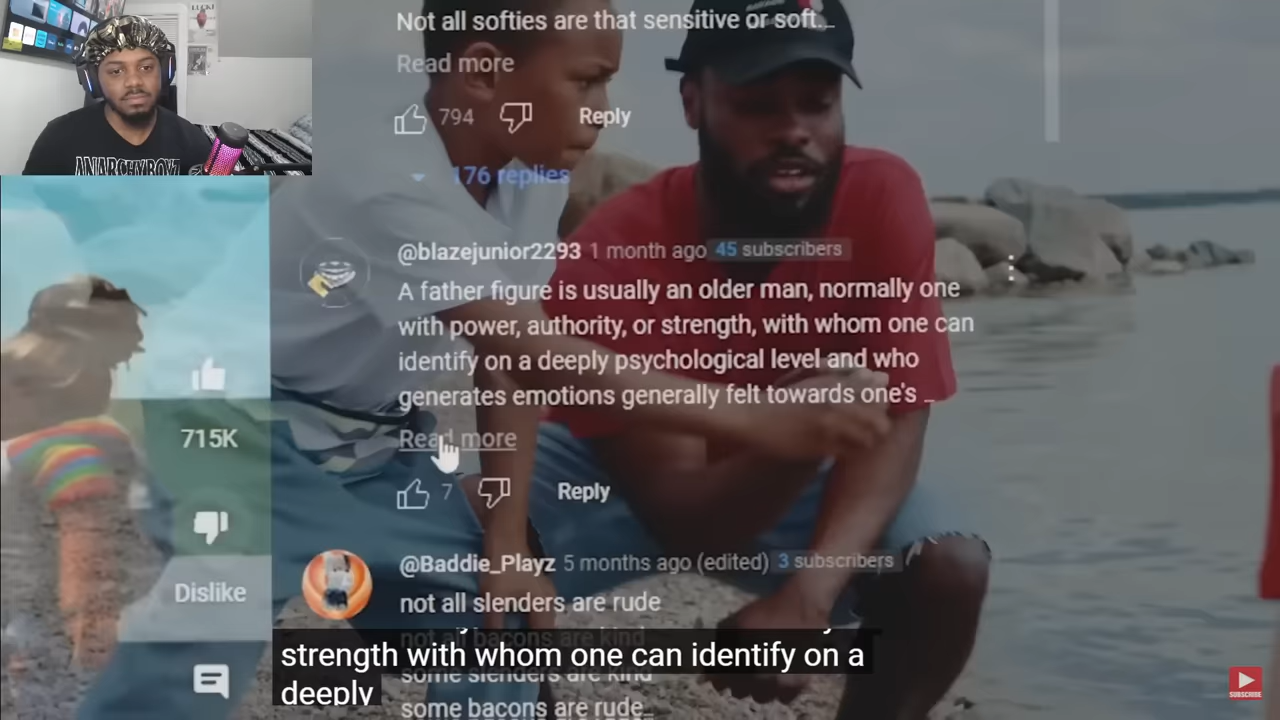 Not all softies are that sensitive or soft...
Read more
794
Reply
176 replies
@blazejunior2293 1 month ago 45 subscribers
A father figure is usually an older man, normally one
with power, authority, or strength, with whom one can
identify on a deeply psychological level and who
generates emotions generally felt towards one's ...
Read more
7
Reply
@Baddie_Playz 5 months ago (edited) 3 subscribers
not all slenders are rude
not all bacons are kind
some slenders are kind
some bacons are rude...
strength with whom one can identify on a
deeply
715K
Dislike
ANARCHYBOYZ
SUBSCRIBE